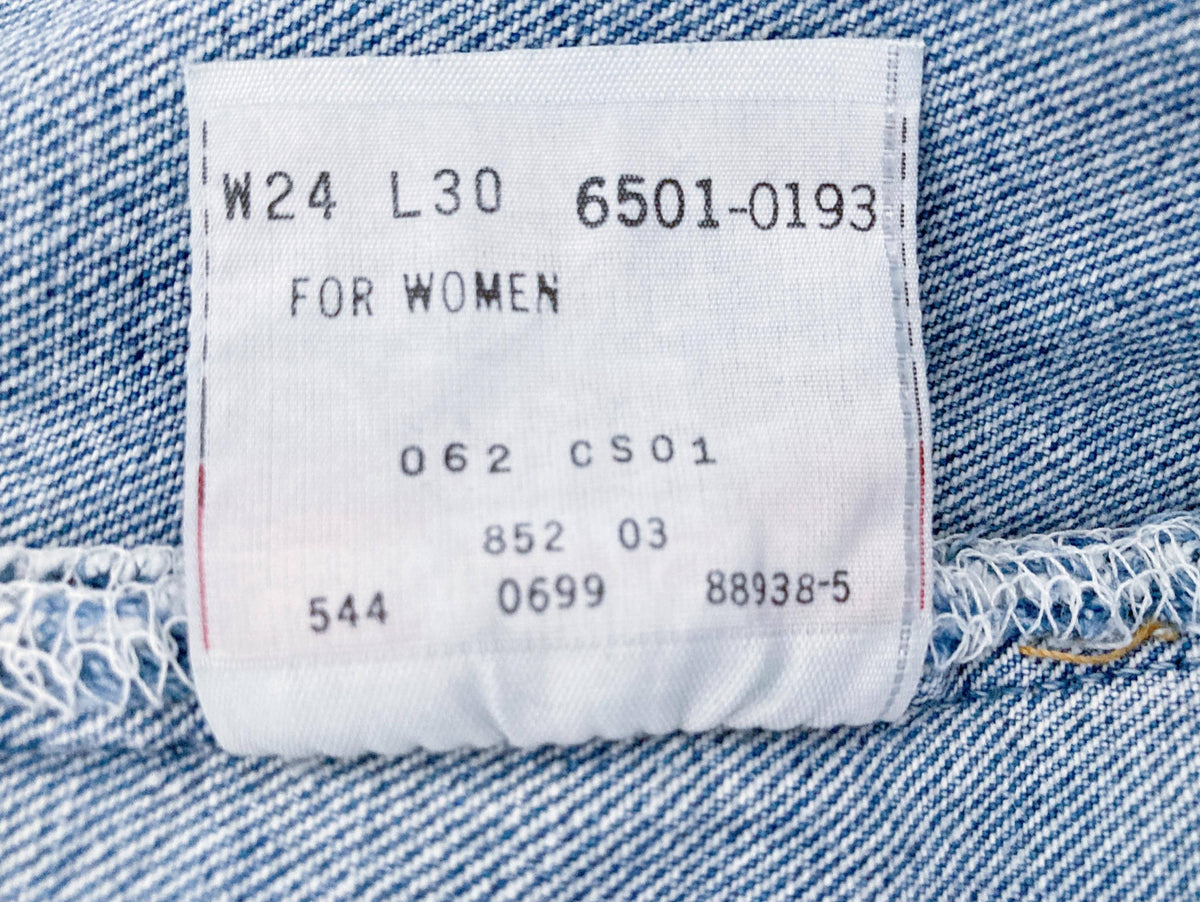 W24 L30 6501-0193
FOR WOMEN
062 CS01
852 03
544 0699 88938-5